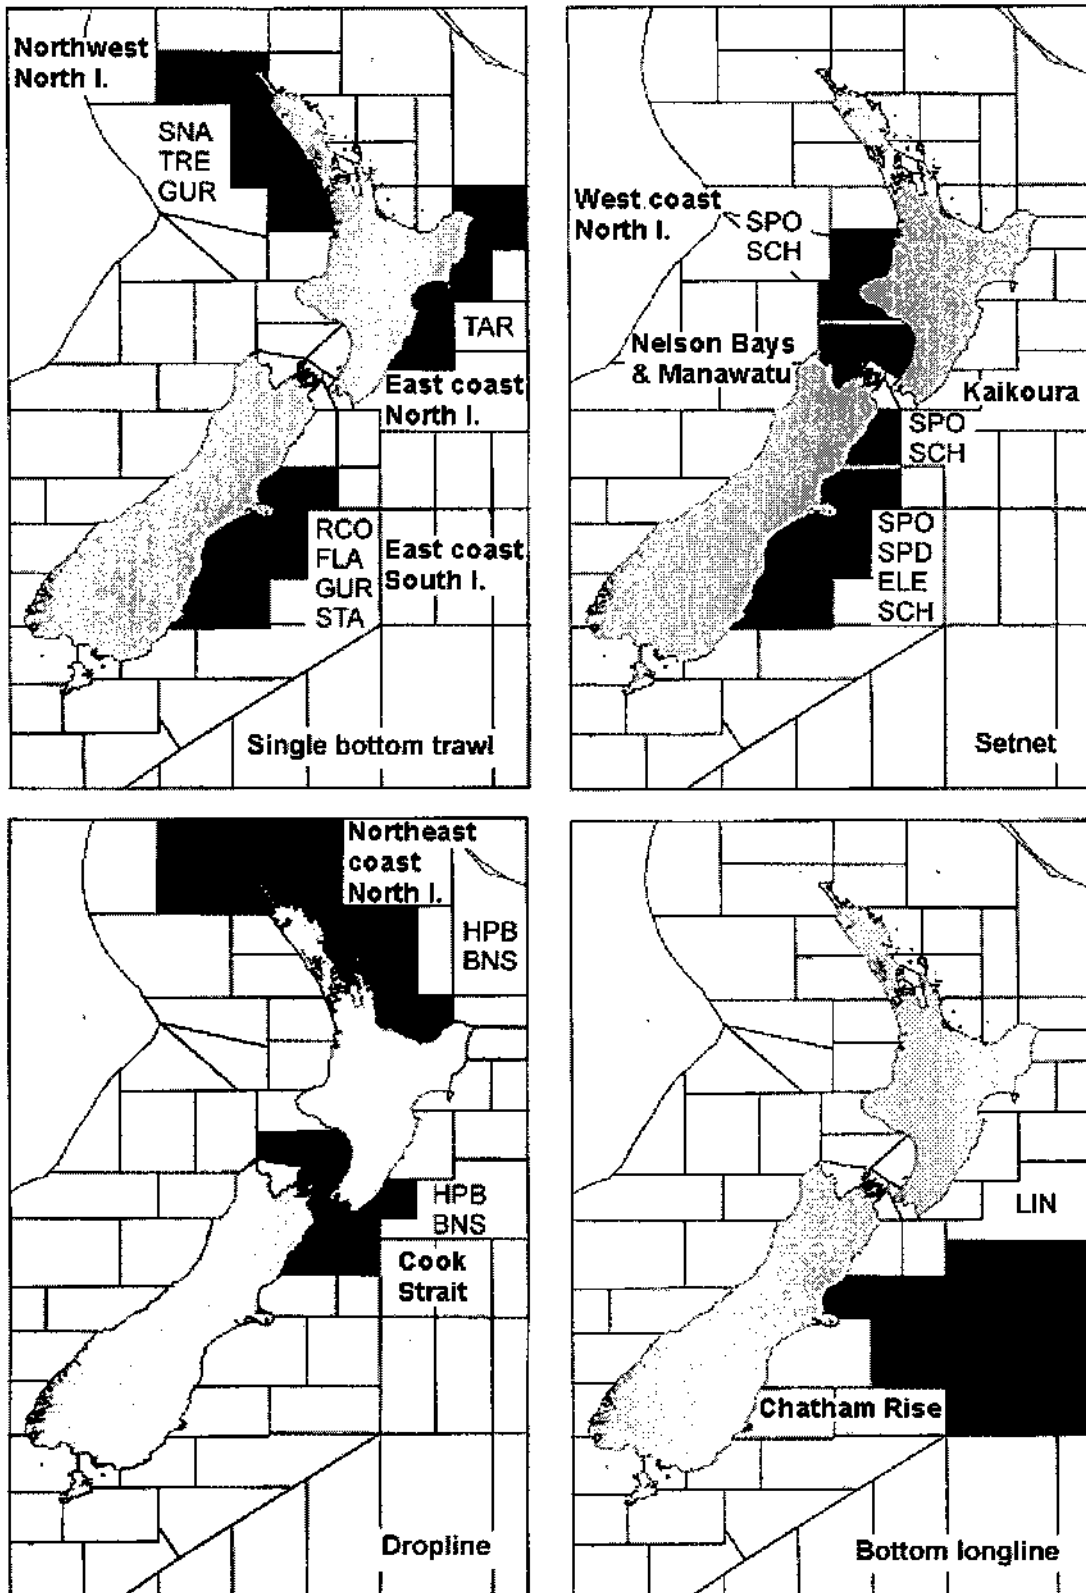 Northwest
North I.
SNA
TRE
GUR
TAR
East coast
North I.
RCO
FLA
GUR
STA
East coast
South I.
Single bottom trawl
West coast
North I.
SPO
SCH
Nelson Bays
& Manawatu
Kaikoura
SPO
SCH
SPO
SPD
ELE
SCH
Setnet
Northeast
coast
North I.
HPB
BNS
HPB
BNS
Cook
Strait
Dropline
LIN
Chatham Rise
Bottom longline